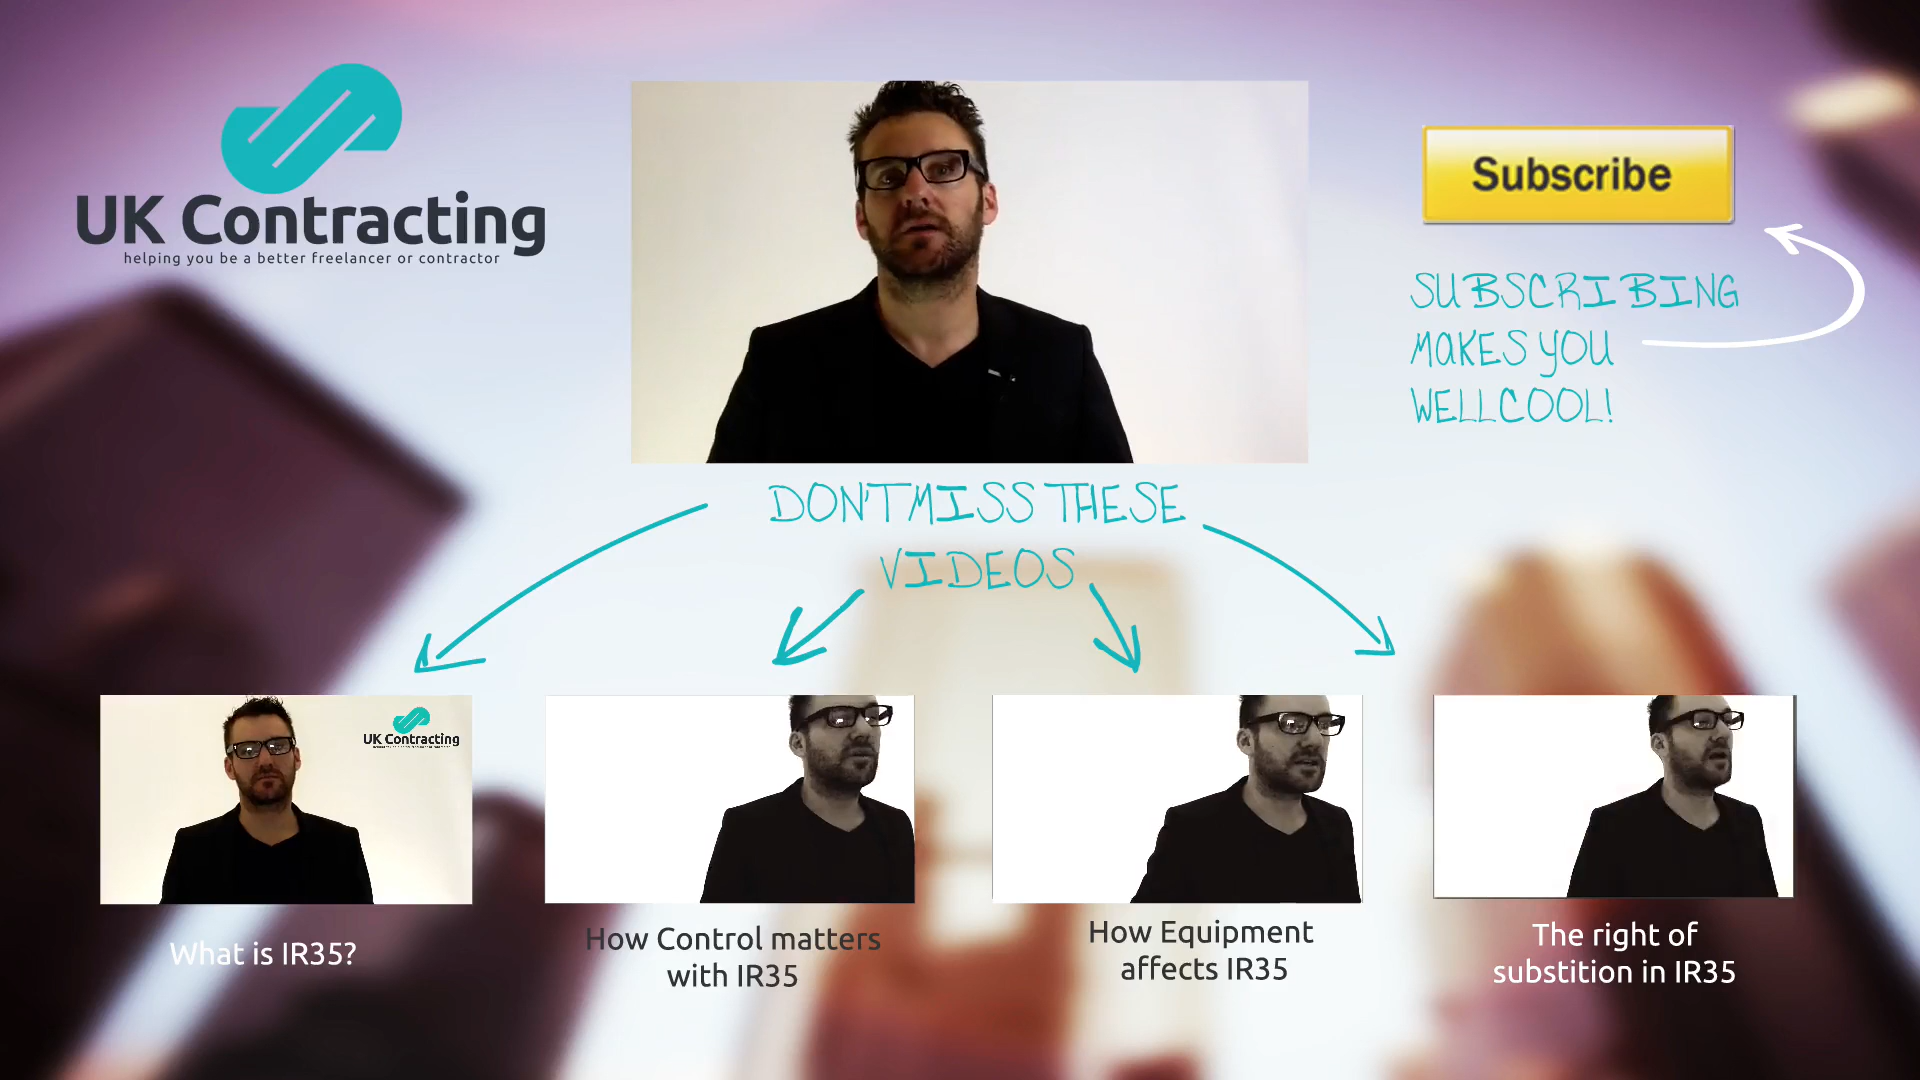 UK Contracting
helping you be a better freelancer or contractor
Subscribe
SUBSCRIBING
MAKES YOU
WELLCOOL!
DON'T MISS THESE
VIDEOS
UK Contracting
What is IR35?
How Control matters
with IR35
How Equipment
affects IR35
The right of
substition in IR35